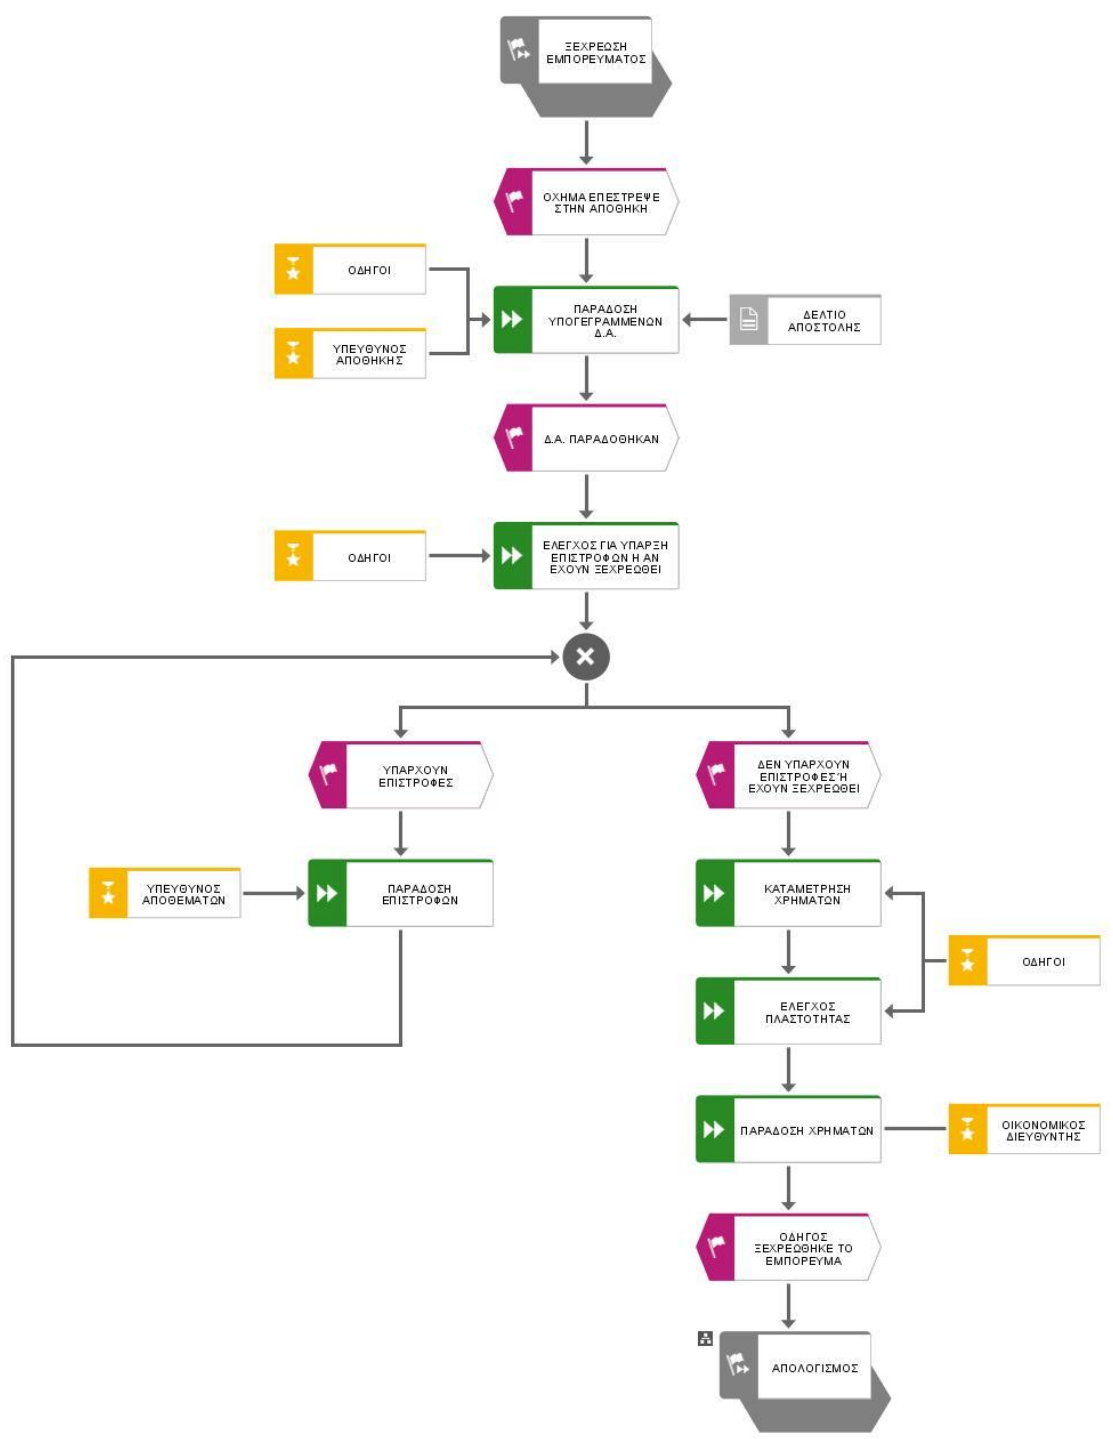 ΞΕΧΡΕΩΣΗ
ΕΜΠΟΡΕΥΜΑΤΟΣ
ΟΧΗΜΑ ΕΠΕΣΤΡΕΨΕ
ΣΤΗΝ ΑΠΟΘΗΚΗ
ΟΔΗΓΟΙ
ΥΠΕΥΘΥΝΟΣ
ΑΠΟΘΗΚΗΣ
ΠΑΡΑΔΟΣΗ
ΥΠΟΓΕΓΡΑΜΜΕΝΩΝ
Δ.Α.
ΔΕΛΤΙΟ
ΑΠΟΣΤΟΛΗΣ
Δ.Α. ΠΑΡΑΔΟΘΗΚΑΝ
ΟΔΗΓΟΙ
ΕΛΕΓΧΟΣ ΓΙΑ ΥΠΑΡΞΗ
ΕΠΙΣΤΡΟΦΩΝ Η ΑΝ
ΕΧΟΥΝ ΞΕΧΡΕΩΘΕΙ
ΥΠΑΡΧΟΥΝ
ΕΠΙΣΤΡΟΦΕΣ
ΔΕΝ ΥΠΑΡΧΟΥΝ
ΕΠΙΣΤΡΟΦΕΣ Ή
ΕΧΟΥΝ ΞΕΧΡΕΩΘΕΙ
ΥΠΕΥΘΥΝΟΣ
ΑΠΟΘΕΜΑΤΩΝ
ΠΑΡΑΔΟΣΗ
ΕΠΙΣΤΡΟΦΩΝ
ΚΑΤΑΜΕΤΡΗΣΗ
ΧΡΗΜΑΤΩΝ
ΟΔΗΓΟΙ
ΕΛΕΓΧΟΣ
ΠΛΑΣΤΟΤΗΤΑΣ
ΠΑΡΑΔΟΣΗ ΧΡΗΜΑΤΩΝ
ΟΙΚΟΝΟΜΙΚΟΣ
ΔΙΕΥΘΥΝΤΗΣ
ΟΔΗΓΟΣ
ΞΕΧΡΕΩΘΗΚΕ ΤΟ
ΕΜΠΟΡΕΥΜΑ
ΑΠΟΛΟΓΙΣΜΟΣ